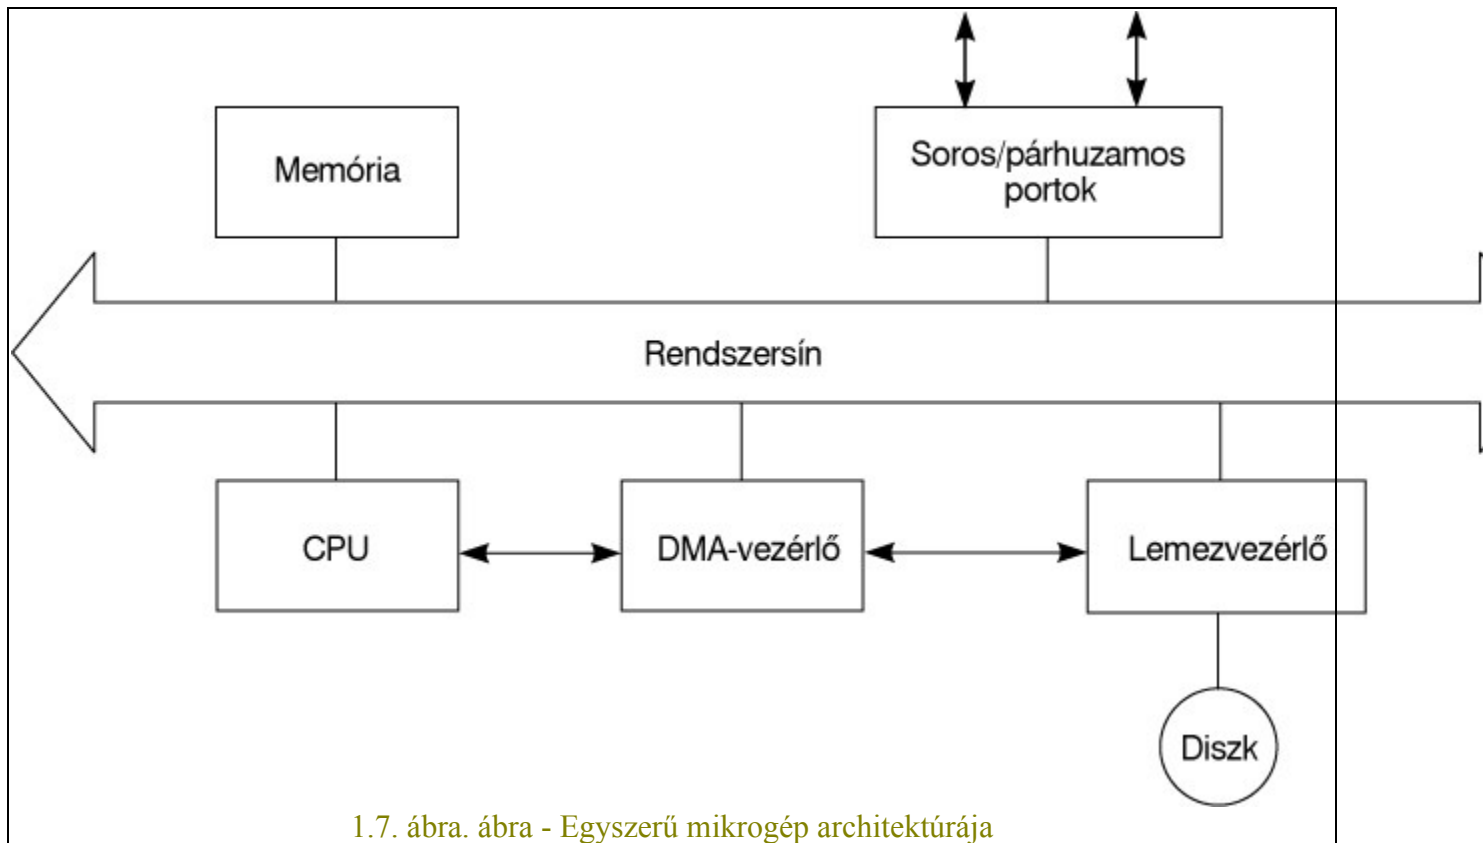 Memória
Soros/párhuzamos
portok
Rendszersín
CPU
DMA-vezérlő
Lemezvezérlő
Diszk
1.7. ábra. ábra - Egyszerű mikrogép architektúrája